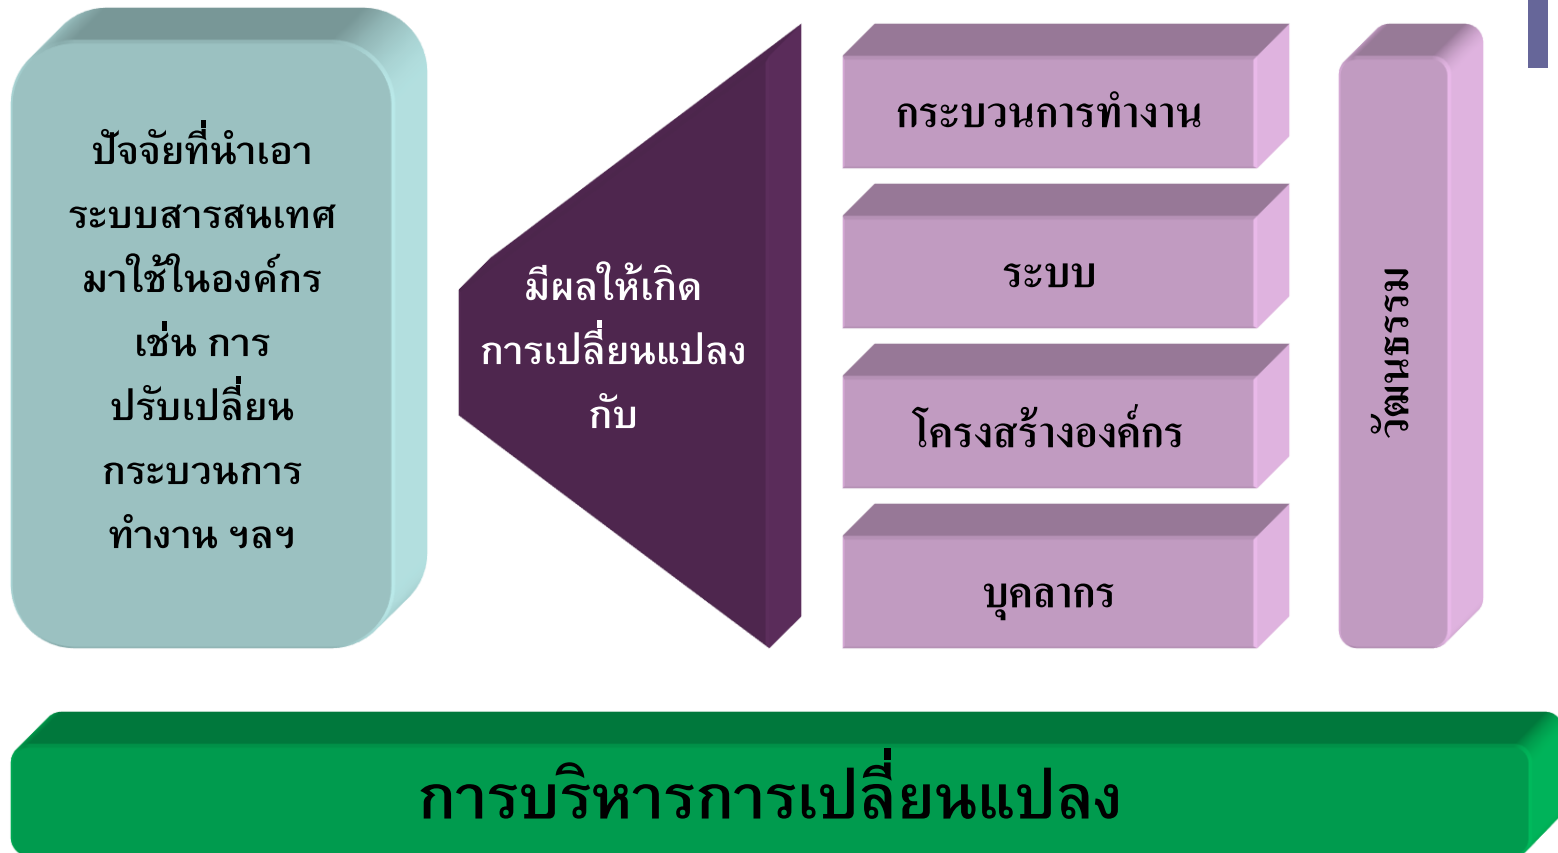 ปัจจัยที่นำเอา
ระบบสารสนเทศ
มาใช้ในองค์กร
เช่น การ
ปรับเปลี่ยน
กระบวนการ
ทำงาน ฯลฯ
มีผลให้เกิด
การเปลี่ยนแปลง
กับ
กระบวนการทำงาน
ระบบ
โครงสร้างองค์กร
บุคลากร
วัฒนธรรม
การบริหารการเปลี่ยนแปลง